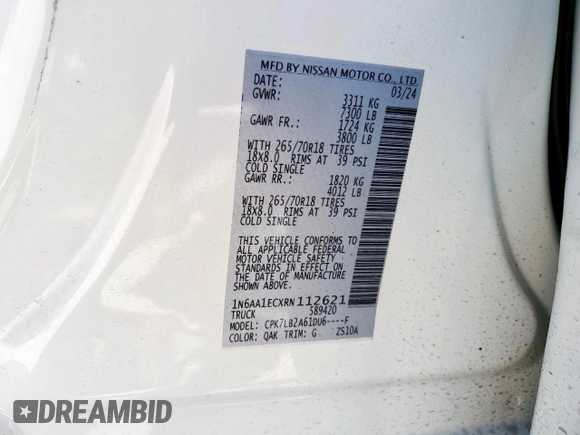 MFD BY NISSAN MOTOR CO., LTD.
DATE: 03/24
GVWR: 3311 KG
7300 LB
GAWR FR.: 1724 KG
3800 LB
WITH 265/70R18 TIRES
18X8.0 RIMS AT 39 PSI
COLD SINGLE
GAWR RR.: 1820 KG
4012 LB
WITH 265/70R18 TIRES
18X8.0 RIMS AT 39 PSI
COLD SINGLE
THIS VEHICLE CONFORMS TO
ALL APPLICABLE FEDERAL
MOTOR VEHICLE SAFETY
STANDARDS IN EFFECT ON
THE DATE OF MANUFACTURE
SHOWN ABOVE.
1N6AA1ECXRN112621
TRUCK 589420
MODEL: CPK7LB2A61DU6----F
COLOR: QAK TRIM: G ZS10A
DREAMBID